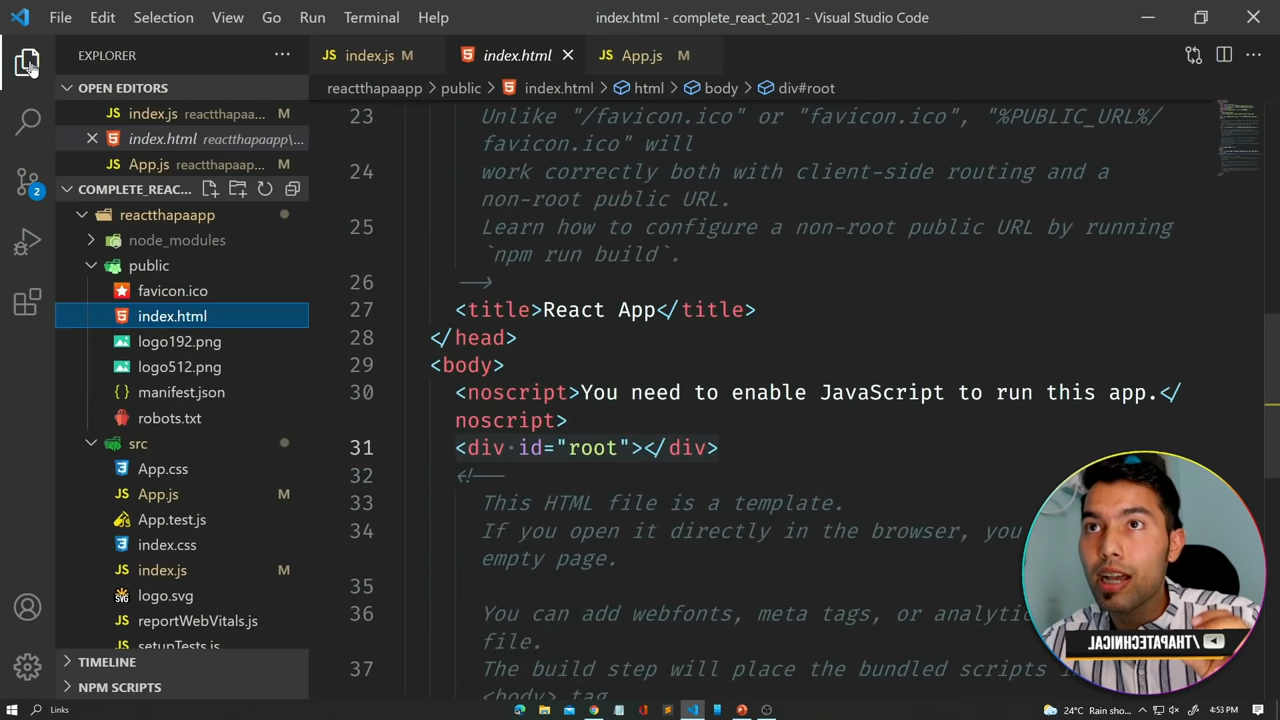 File Edit Selection View Go Run Terminal Help index.html - complete_react_2021 - Visual Studio Code
EXPLORER
index.js M
index.html
App.js M
OPEN EDITORS
index.js reactthapaa... M
index.html reactthapaapp\...
App.js reactthapaap... M
COMPLETE_REAC...
reactthapaapp
node_modules
public
favicon.ico
index.html
logo192.png
logo512.png
manifest.json
robots.txt
src
App.css
App.js M
App.test.js
index.css
index.js M
logo.svg
reportWebVitals.js
setupTests.js
TIMELINE
NPM SCRIPTS
2
reactthapaapp > public > index.html > html > body > div#root
23 Unlike "/favicon.ico" or "favicon.ico", "%PUBLIC_URL%/
favicon.ico" will
24 work correctly both with client-side routing and a
non-root public URL.
25 Learn how to configure a non-root public URL by running
`npm run build`.
26 -->
27 <title>React App</title>
28 </head>
29 <body>
30 <noscript>You need to enable JavaScript to run this app.</
noscript>
31 <div id="root"></div>
32 <!--
33 This HTML file is a template.
34 If you open it directly in the browser, you
empty page.
35
36 You can add webfonts, meta tags, or analytic
file.
37 The build step will place the bundled scripts i
<body> tag
/THAPATECHNICAL
Links
24°C Rain sho... 4:53 PM